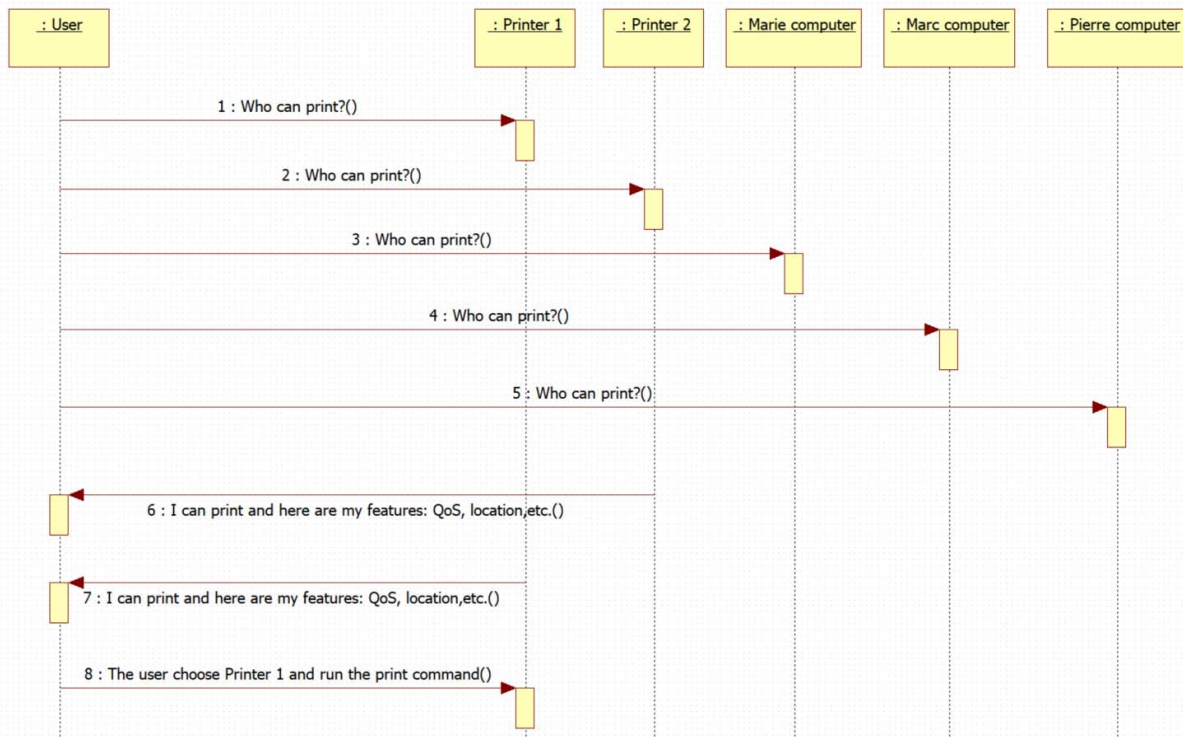 : User
: Printer 1
: Printer 2
: Marie computer
: Marc computer
: Pierre computer
1 : Who can print?()
2 : Who can print?()
3 : Who can print?()
4 : Who can print?()
5 : Who can print?()
6 : I can print and here are my features: QoS, location,etc.()
7 : I can print and here are my features: QoS, location,etc.()
8 : The user choose Printer 1 and run the print command()